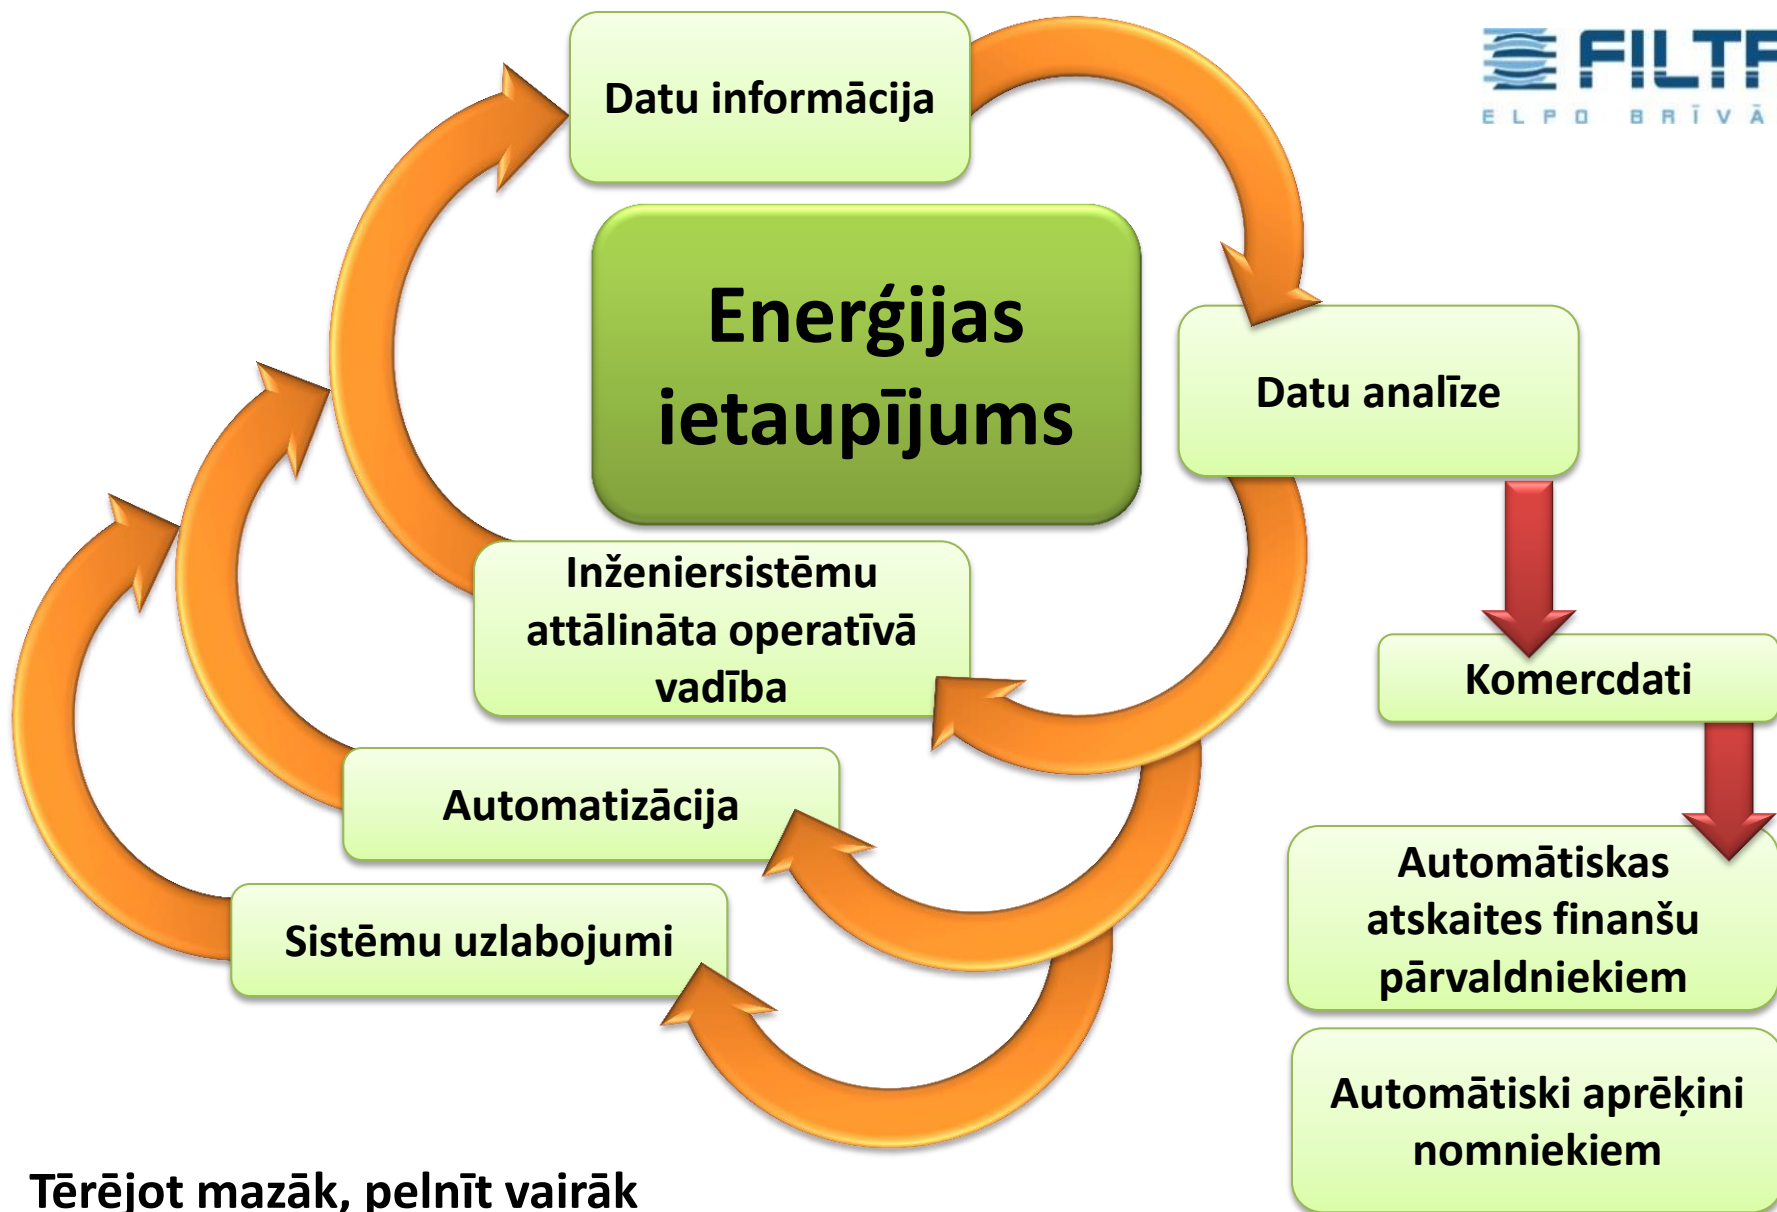 Datu informācija
ELPO BRĪVĀ
Enerģijas
ietaupījums
Datu analīze
Inženiersistēmu
attālināta operatīvā
vadība
Komercdati
Automatizācija
Automātiskas
atskaites finanšu
pārvaldniekiem
Sistēmu uzlabojumi
Automātiski aprēķini
nomniekiem
Tērējot mazāk, pelnīt vairāk